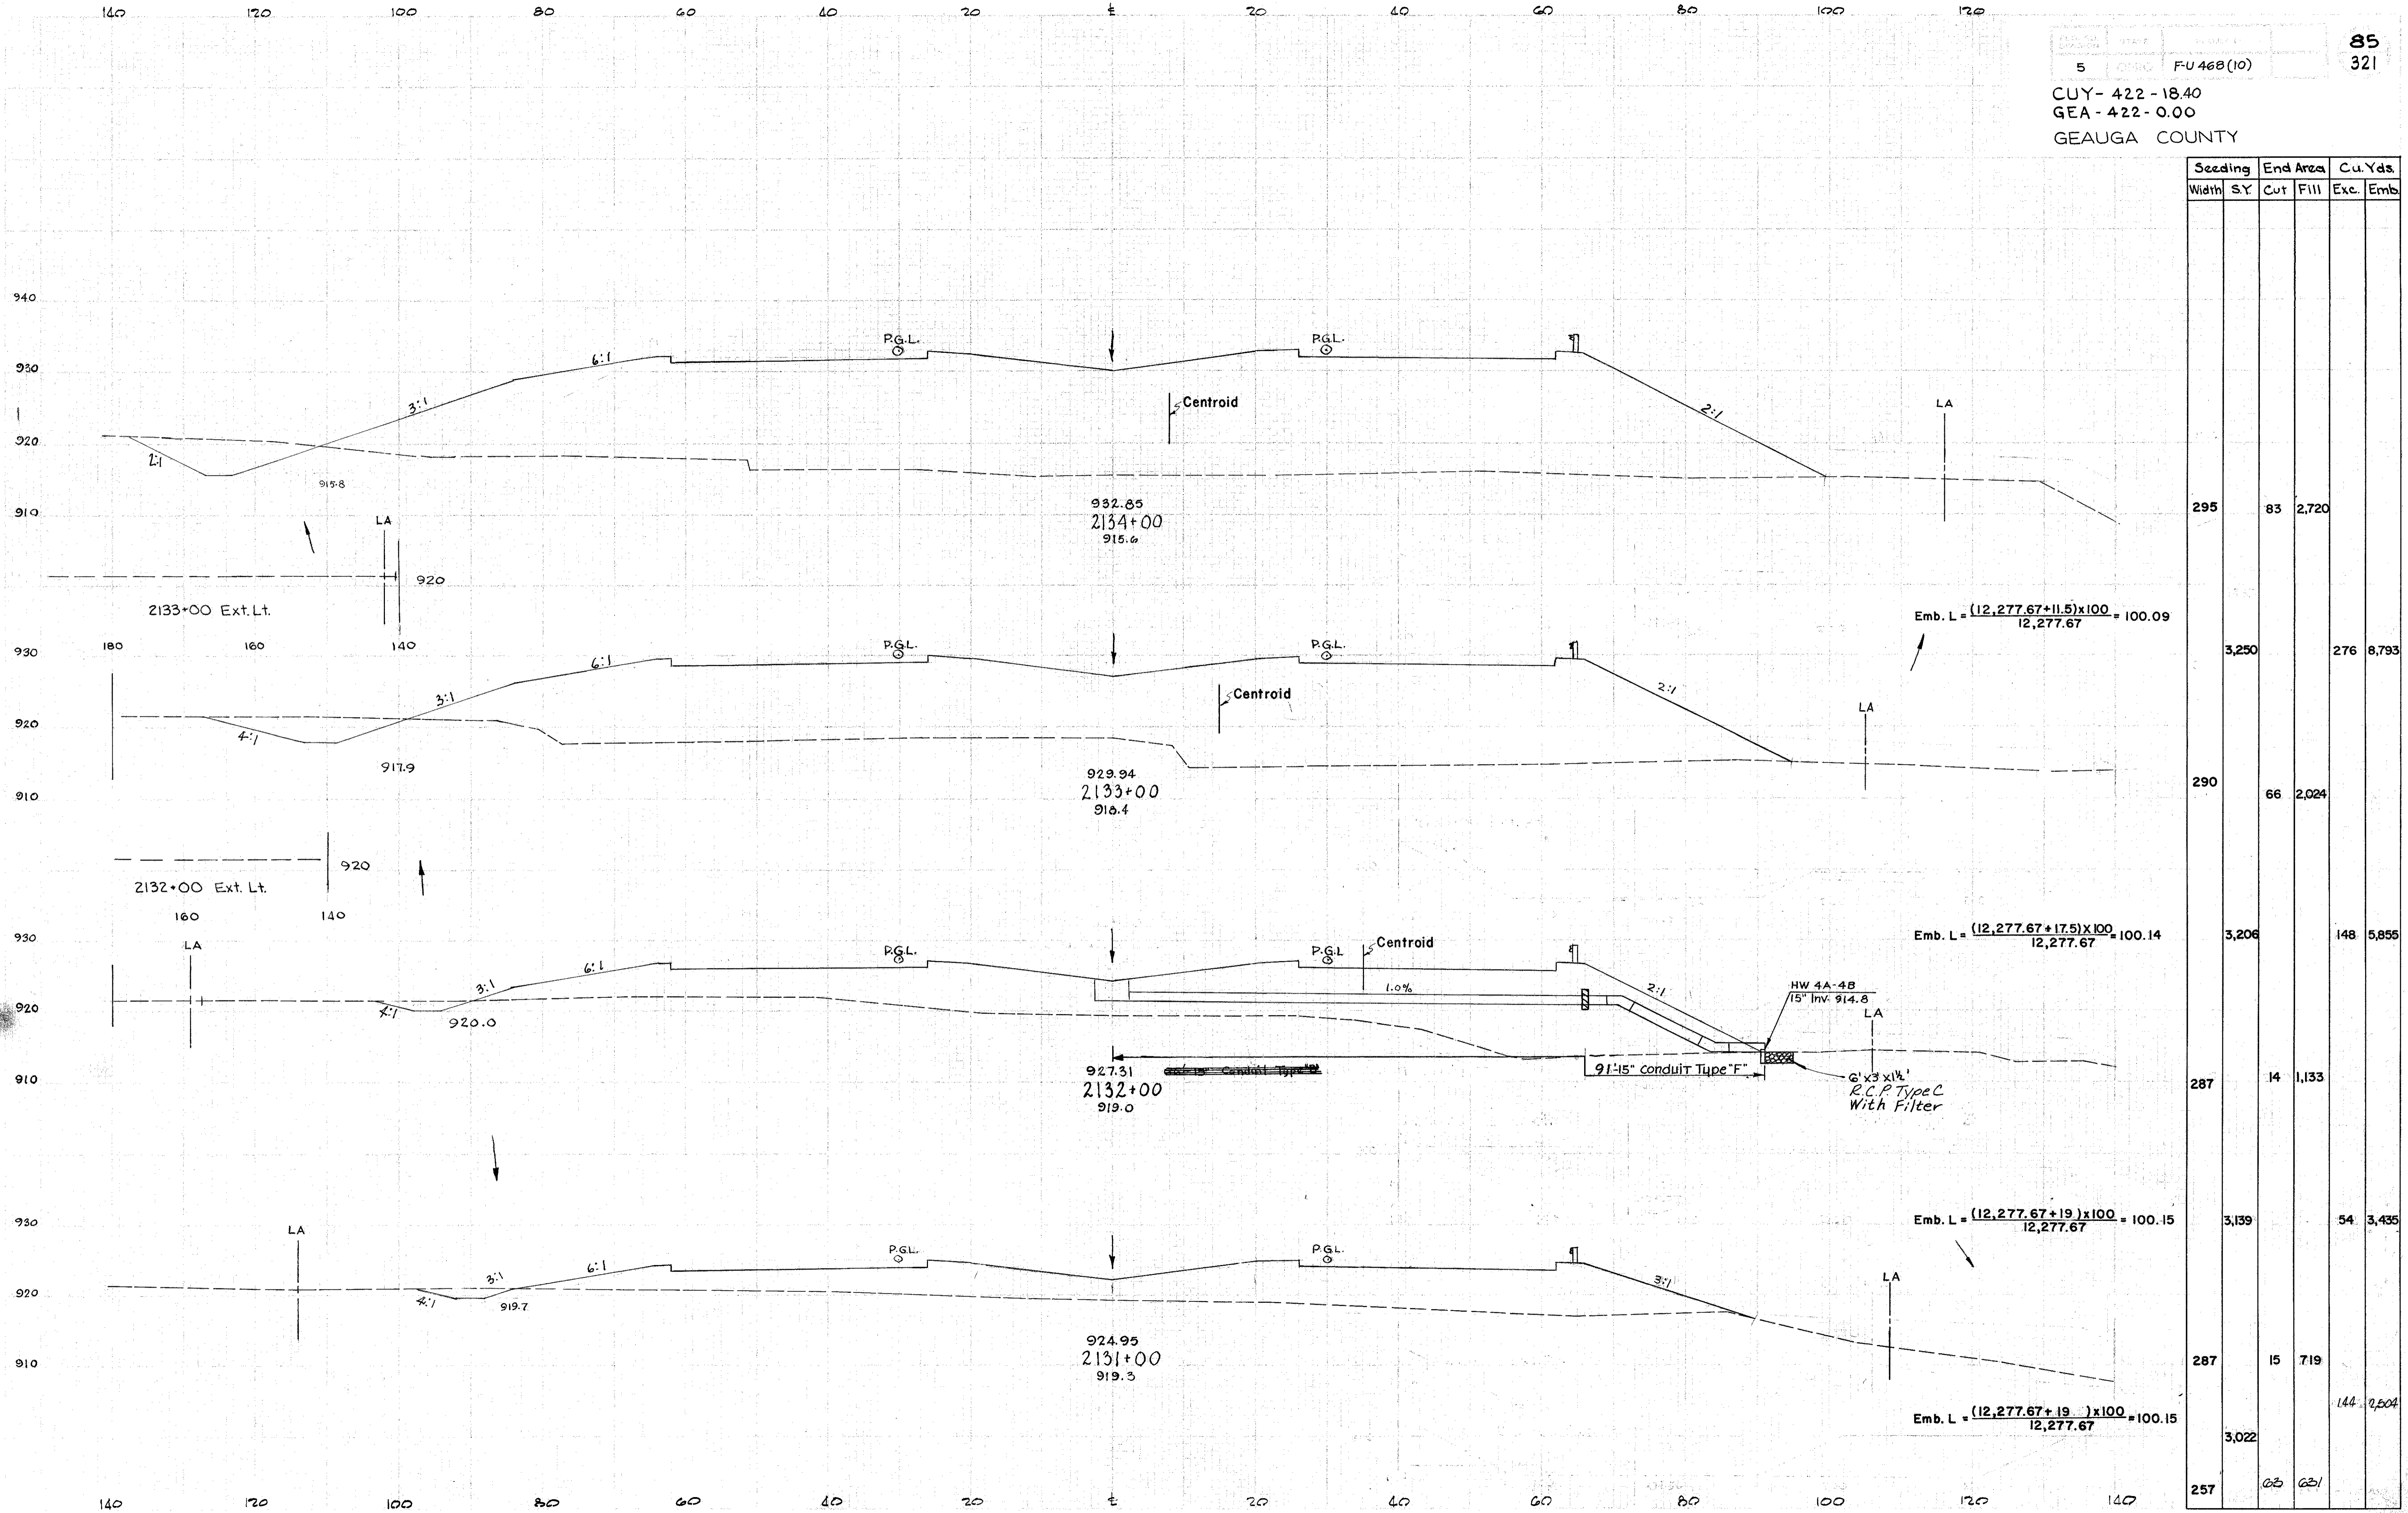 140 120 100 80 60 40 20 ℄ 20 40 60 80 100 120
85
321
5 OHIO F-U 468(10)
CUY- 422 - 18.40
GEA - 422 - 0.00
GEAUGA COUNTY
Seeding End Area Cu. Yds.
Width S.Y. Cut Fill Exc. Emb.
940
P.G.L. P.G.L.
6:1
930
3:1
Centroid
2:1
LA
920
2:1
915.8
932.85
2134+00
915.6
295 83 2,720
910
LA
920
2133+00 Ext. Lt.
Emb. L = (12,277.67+11.5)x100 / 12,277.67 = 100.09
180 160 140
930
6:1
P.G.L. P.G.L.
3,250 276 8,793
3:1
Centroid
2:1
LA
920
4:1
917.9
929.94
2133+00
918.4
290 66 2,024
910
920
2132+00 Ext. Lt.
160 140
930
LA
6:1
P.G.L. P.G.L
Centroid
Emb. L = (12,277.67+17.5)x100 / 12,277.67 = 100.14
3,206 148 5,855
3:1
1.0%
2:1
HW 4A-4B
15" Inv. 914.8
LA
920
4:1
920.0
927.31
2132+00
919.0
15" Conduit Type "B"
91'-15" Conduit Type "F"
6' x 3' x 1½'
R.C.P. Type C
With Filter
910
287 14 1,133
930
LA
6:1
P.G.L. P.G.L.
Emb. L = (12,277.67+19 )x100 / 12,277.67 = 100.15
3,139 54 3,435
3:1
3:1
LA
920
4:1
919.7
924.95
2131+00
919.3
910
287 15 719
144 2,504
Emb. L = (12,277.67+ 19 )x100 / 12,277.67 = 100.15
3,022
257 63 631
140 120 100 80 60 40 20 ℄ 20 40 60 80 100 120 140